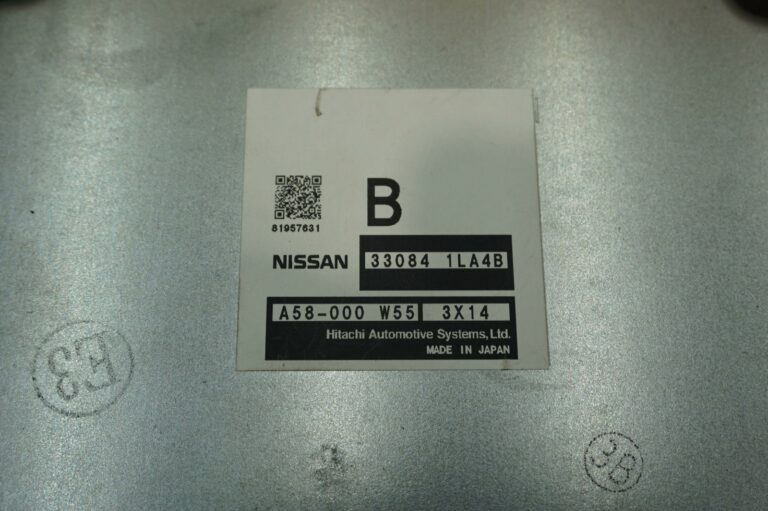 B
81957631
NISSAN 33084 1LA4B
A58-000 W55 3X14
Hitachi Automotive Systems, Ltd.
MADE IN JAPAN
E3
3B